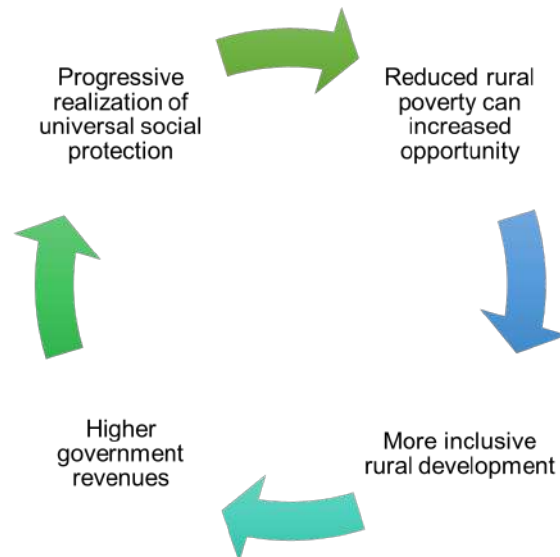 Progressive
realization of
universal social
protection
Reduced rural
poverty can
increased
opportunity
More inclusive
rural development
Higher
government
revenues